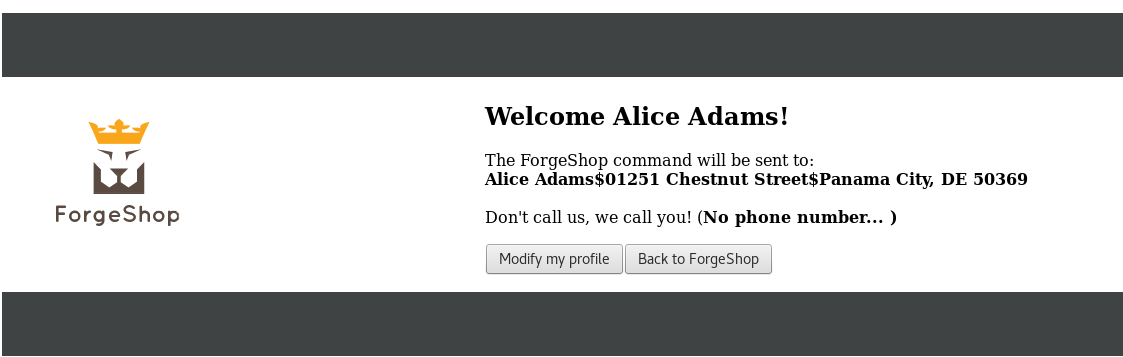 Welcome Alice Adams!
The ForgeShop command will be sent to:
Alice Adams$01251 Chestnut Street$Panama City, DE 50369
Don't call us, we call you! (No phone number... )
Modify my profile
Back to ForgeShop
ForgeShop